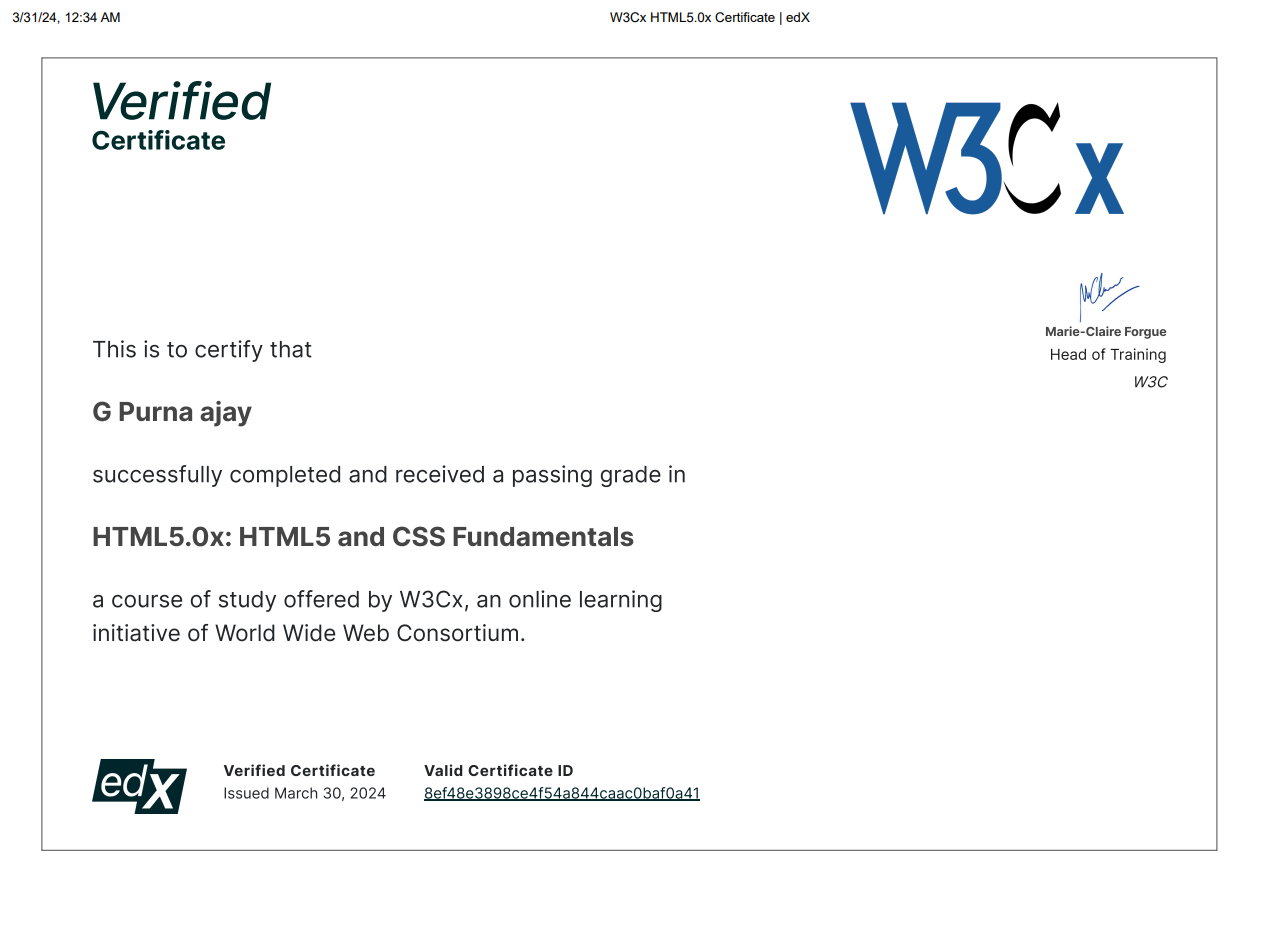 3/31/24, 12:34 AM
W3Cx HTML5.0x Certificate | edX
Verified
Certificate
W3Cx
Marie-Claire Forgue
Head of Training
W3C
This is to certify that
G Purna ajay
successfully completed and received a passing grade in
HTML5.0x: HTML5 and CSS Fundamentals
a course of study offered by W3Cx, an online learning
initiative of World Wide Web Consortium.
edX
Verified Certificate
Issued March 30, 2024
Valid Certificate ID
8ef48e3898ce4f54a844caac0baf0a41